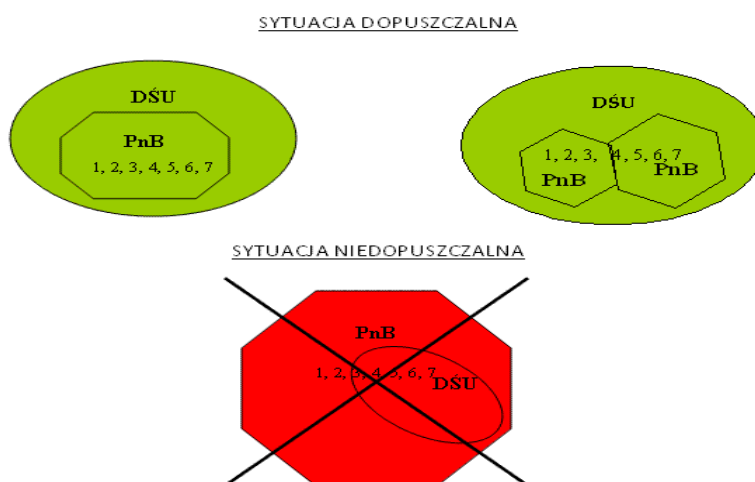 SYTUACJA DOPUSZCZALNA
DŚU
PnB
1, 2, 3, 4, 5, 6, 7
DŚU
1, 2, 3, 4, 5, 6, 7
PnB
PnB
SYTUACJA NIEDOPUSZCZALNA
PnB
1, 2, 3, 4, 5, 6, 7
DŚU